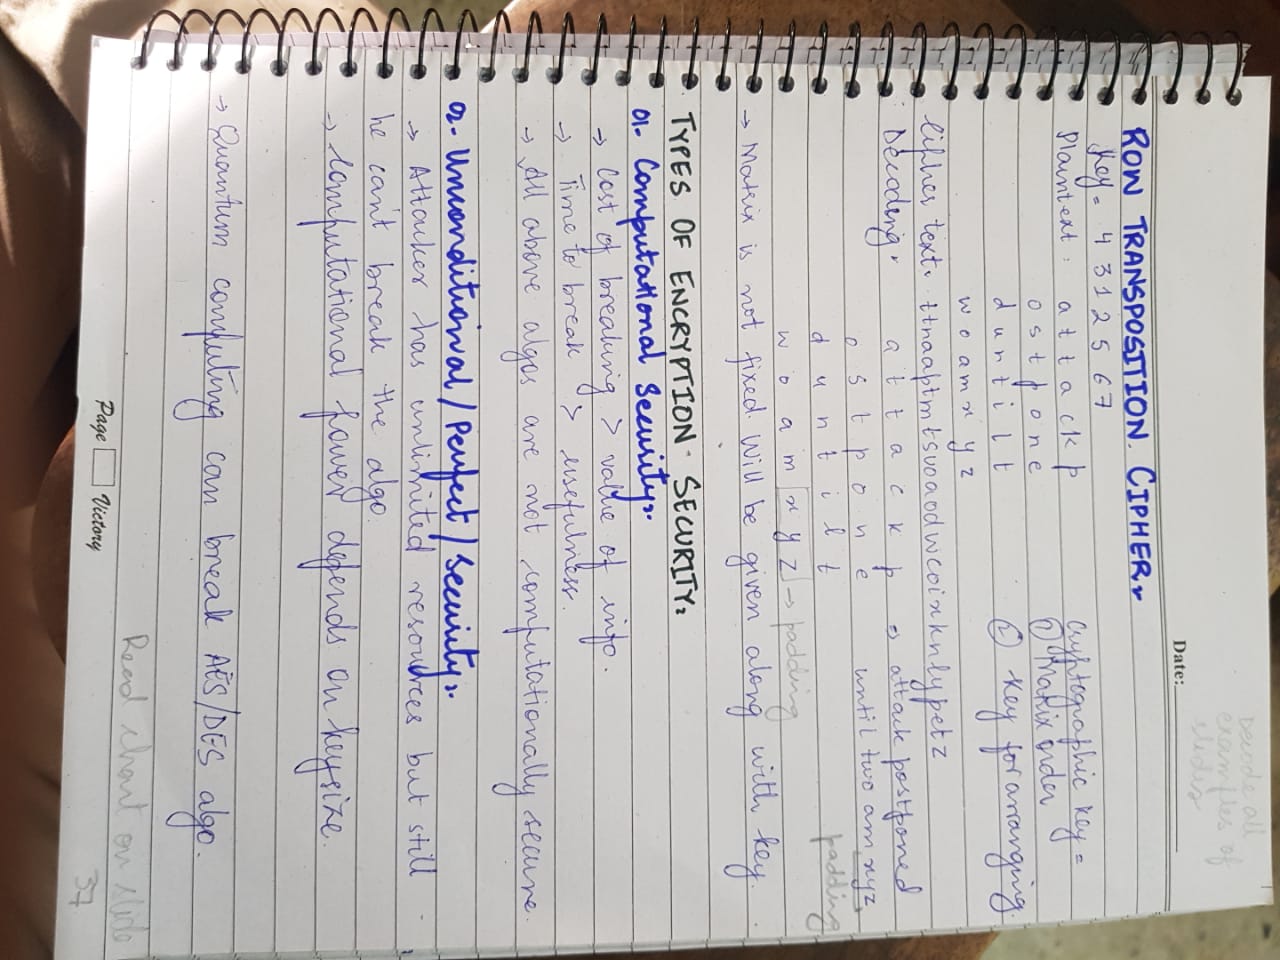 Decode all
examples of
slides
Date:
ROW TRANSPOSITION. CIPHER.
Key = 4 3 1 2 5 6 7
Cryptographic key =
Plaintext : a t t a c k p
① Matrix order
o s t p o n e
② Key for arranging.
d u n t i l t
w o a m x y z
Cipher text. ttnaaptmtsuoaodwcoixknlypetz
Decoding. a t t a c k p ⇒ attack postponed
o s t p o n e until two am xyz
d u n t i l t padding
w o a m x y z → padding
→ Matrix is not fixed. Will be given along with key.
TYPES OF ENCRYPTION SECURITY:
01. Computational Security.
→ Cost of breaking > value of info.
→ Time to break > usefulness.
→ All above algos are not computationally secure.
02. Unconditional / Perfect / Security.
→ Attacker has unlimited resources but still
he can't break the algo.
→ Computational power depends on keysize.
→ Quantum computing can break AES/DES algo.
Read chart on slide
Page Victory
37